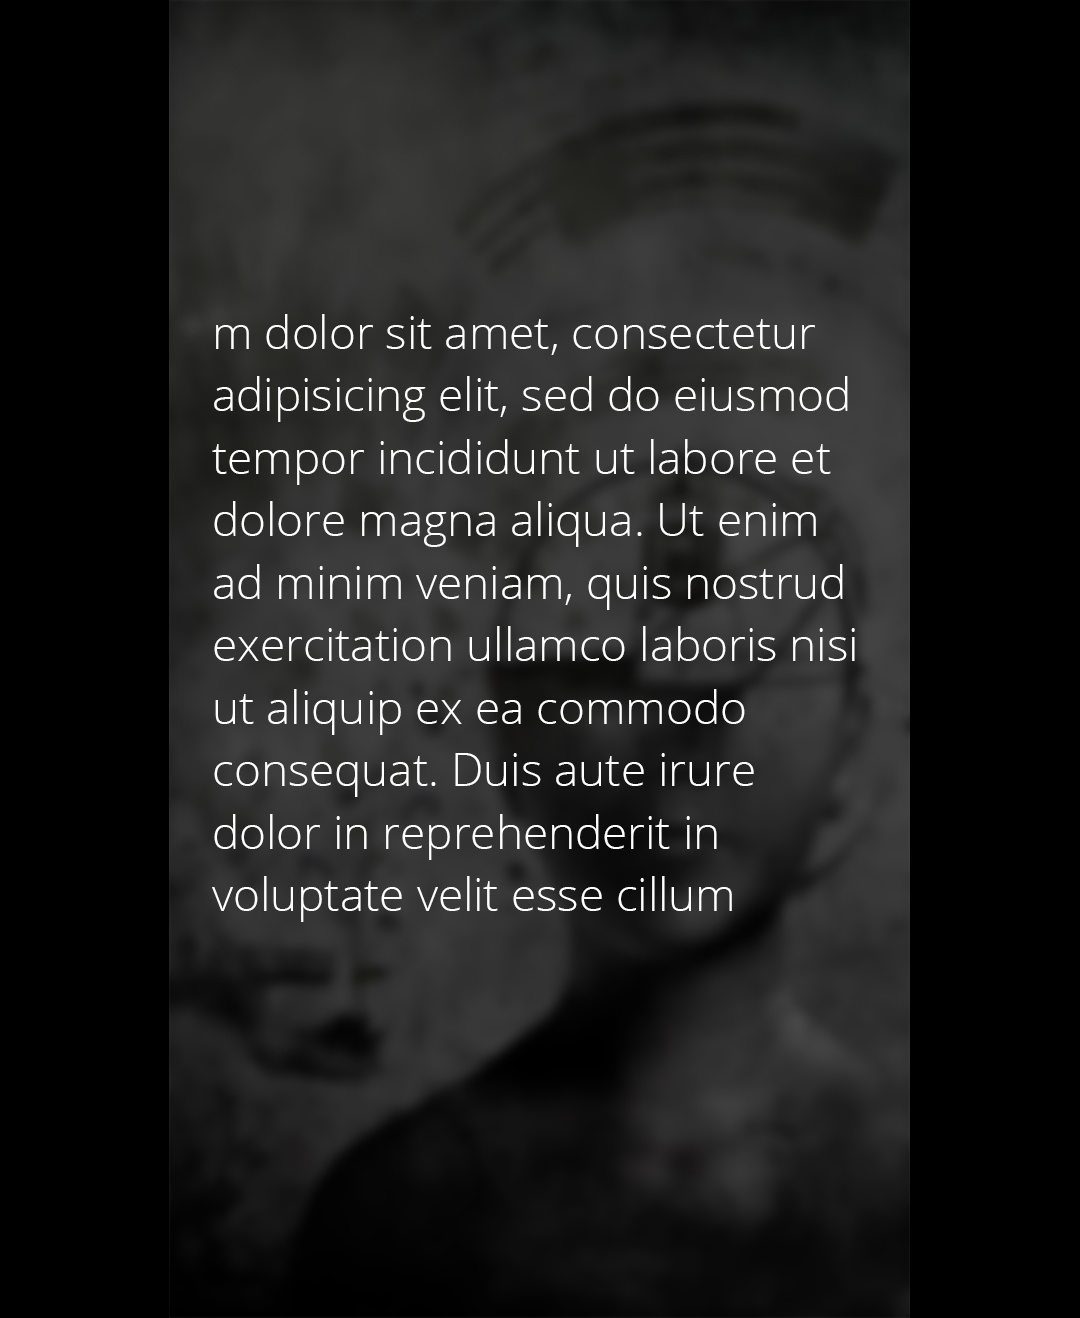 m dolor sit amet, consectetur
adipisicing elit, sed do eiusmod
tempor incididunt ut labore et
dolore magna aliqua. Ut enim
ad minim veniam, quis nostrud
exercitation ullamco laboris nisi
ut aliquip ex ea commodo
consequat. Duis aute irure
dolor in reprehenderit in
voluptate velit esse cillum